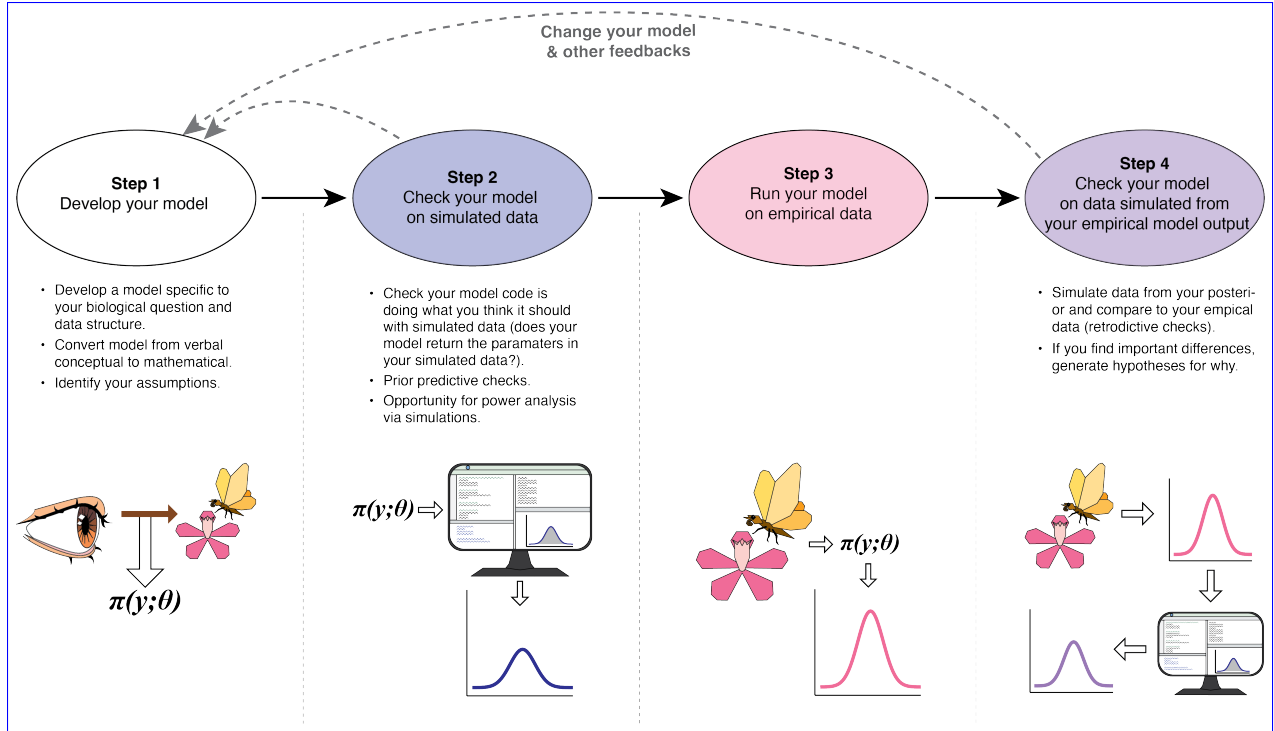 Change your model
& other feedbacks
Step 1
Develop your model
Step 2
Check your model
on simulated data
Step 3
Run your model
on empirical data
Step 4
Check your model
on data simulated from
your empirical model output
• Develop a model specific to
your biological question and
data structure.
• Convert model from verbal
conceptual to mathematical.
• Identify your assumptions.
• Check your model code is
doing what you think it should
with simulated data (does your
model return the paramaters in
your simulated data?).
• Prior predictive checks.
• Opportunity for power analysis
via simulations.
• Simulate data from your posteri-
or and compare to your empical
data (retrodictive checks).
• If you find important differences,
generate hypotheses for why.
π(y;θ)
π(y;θ)
π(y;θ)